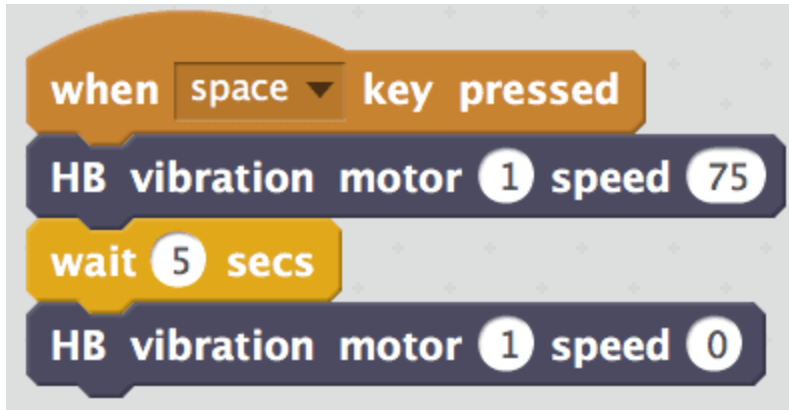 when space key pressed
HB vibration motor 1 speed 75
wait 5 secs
HB vibration motor 1 speed 0